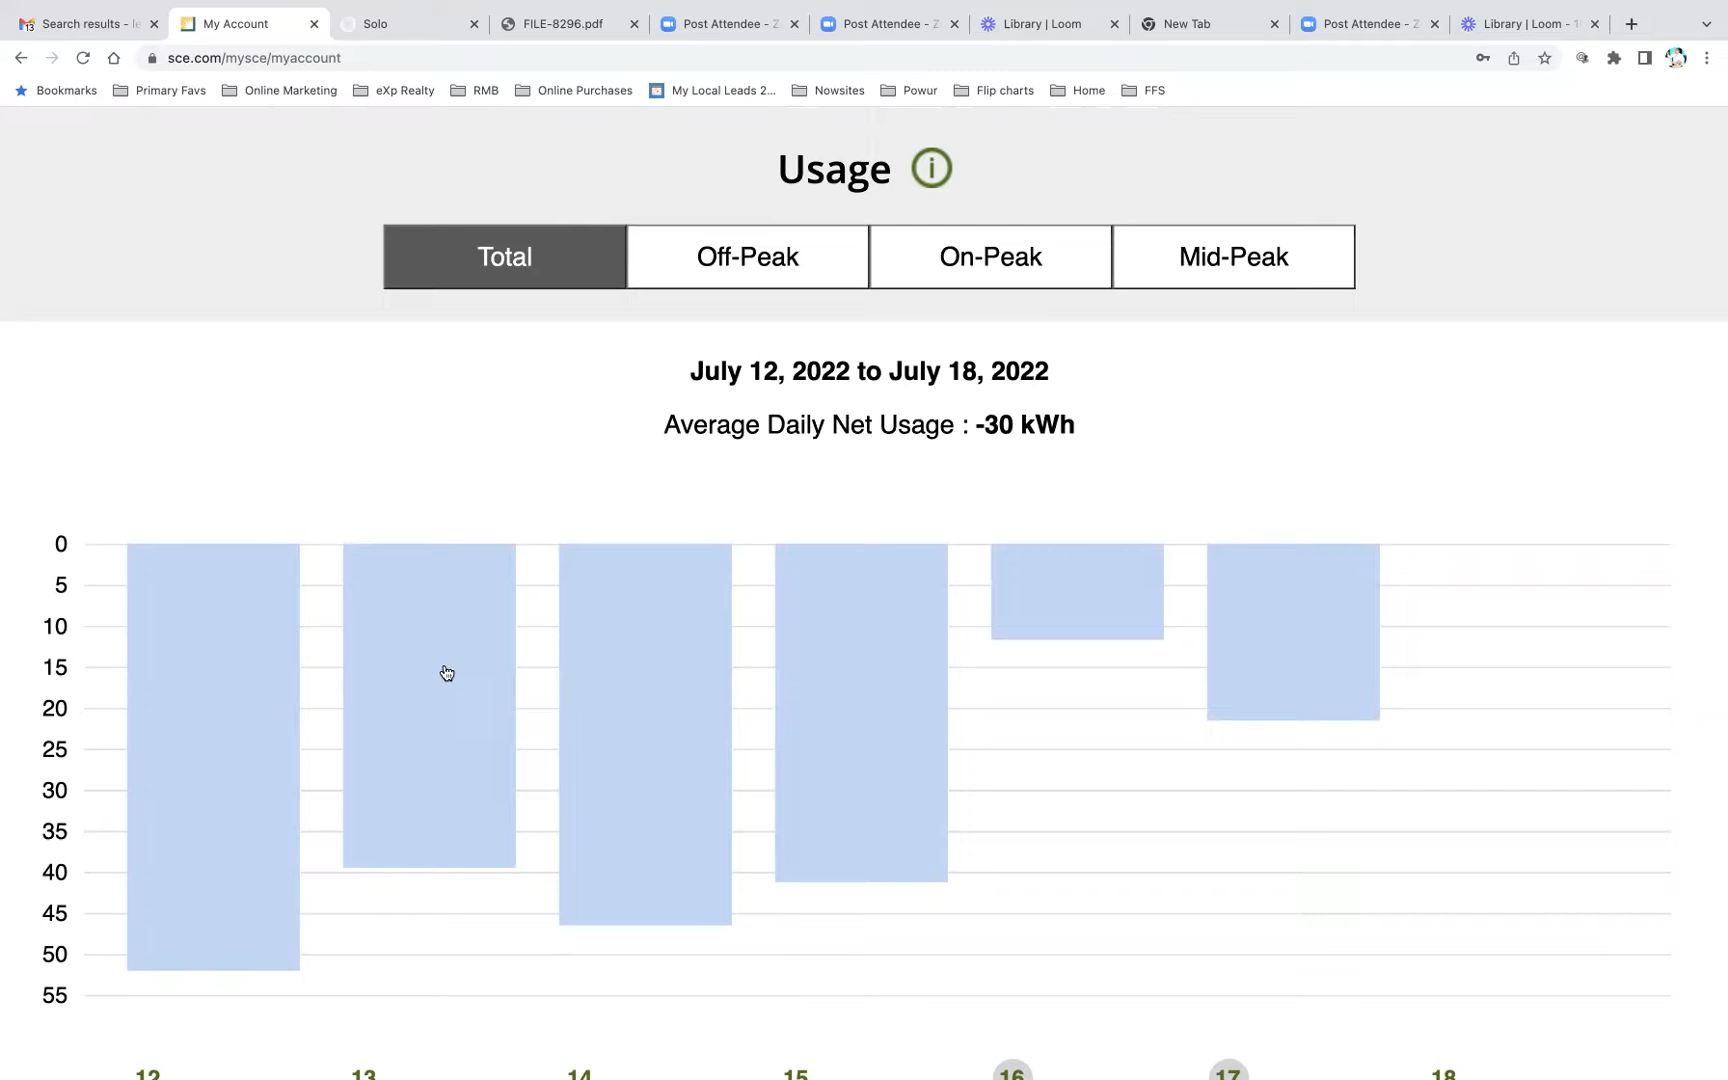 Search results - le
My Account
Solo
FILE-8296.pdf
Post Attendee - Z
Post Attendee - Z
Library | Loom
New Tab
Post Attendee - Z
Library | Loom - 1
sce.com/mysce/myaccount
Bookmarks
Primary Favs
Online Marketing
eXp Realty
RMB
Online Purchases
My Local Leads 2...
Nowsites
Powur
Flip charts
Home
FFS
Usage i
Total
Off-Peak
On-Peak
Mid-Peak
July 12, 2022 to July 18, 2022
Average Daily Net Usage : -30 kWh
0
5
10
15
20
25
30
35
40
45
50
55
12 13 14 15 16 17 18